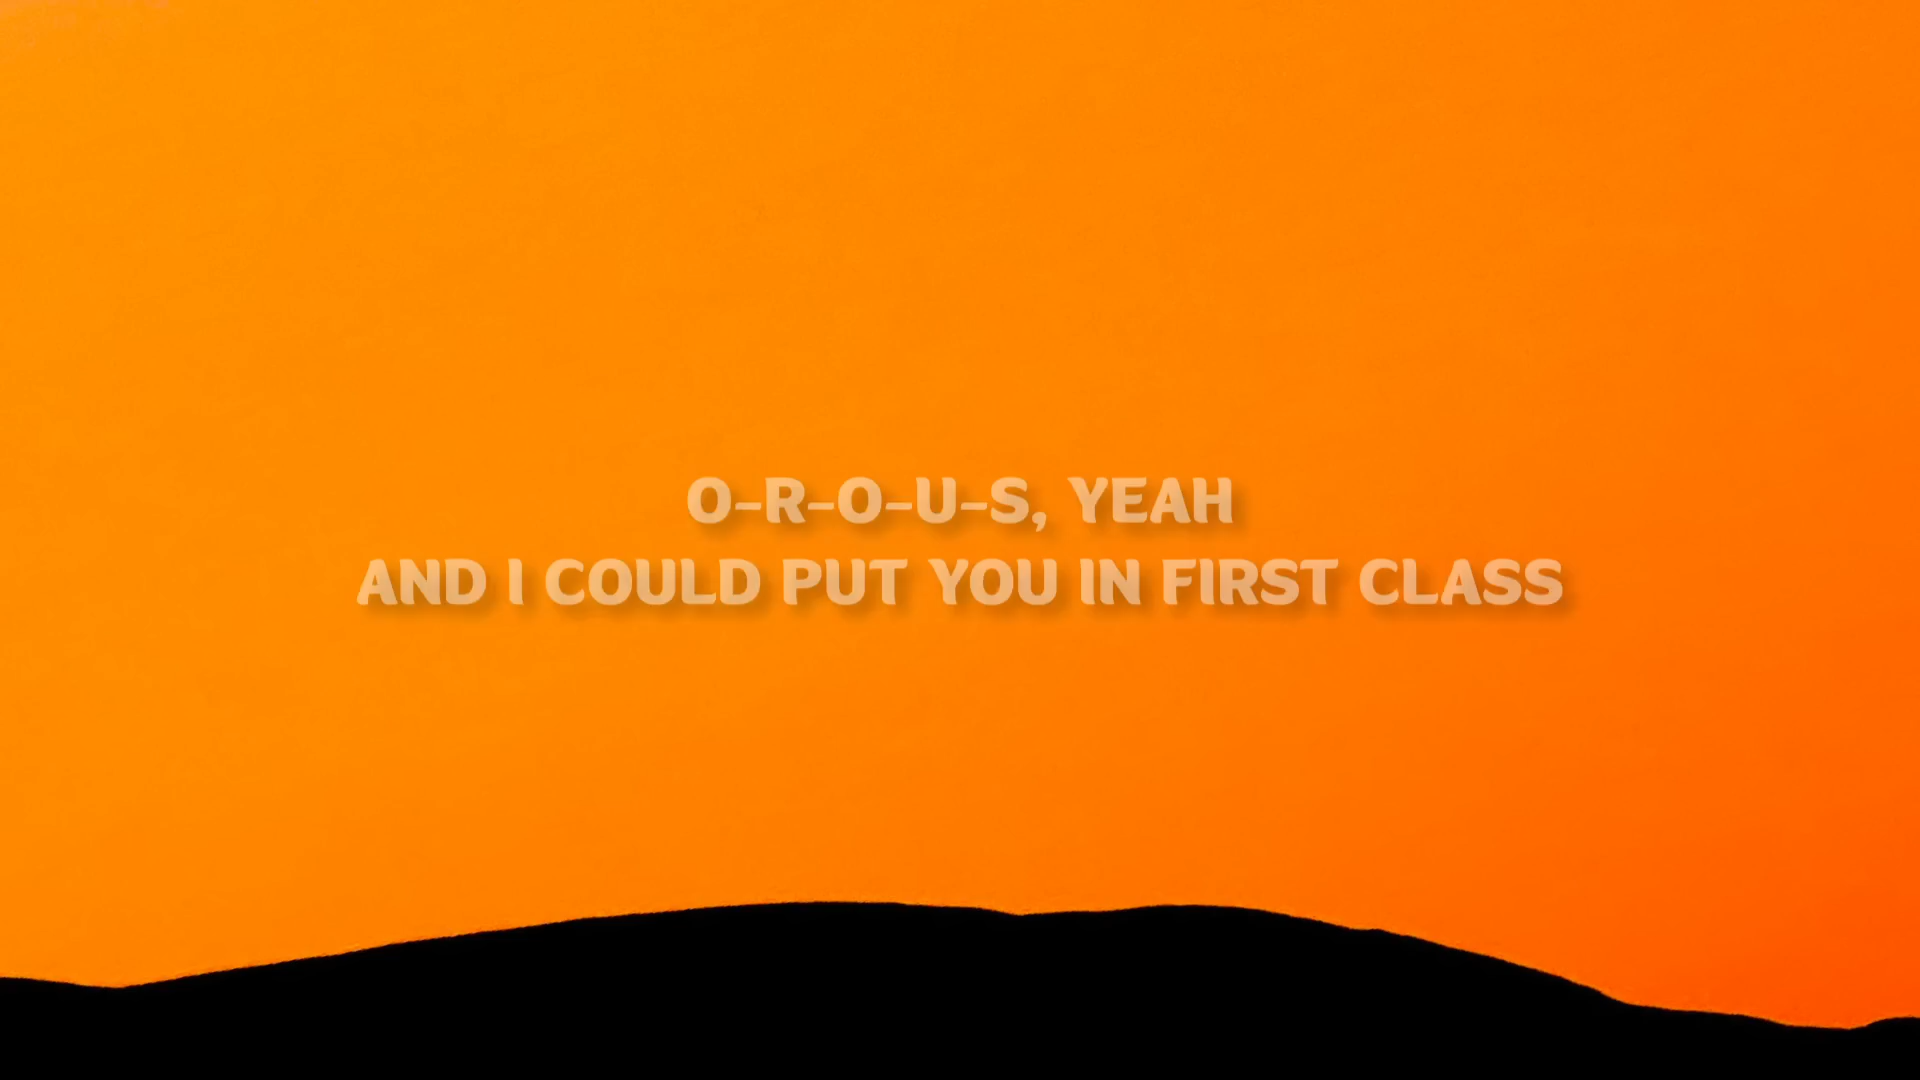 O-R-O-U-S, YEAH
AND I COULD PUT YOU IN FIRST CLASS